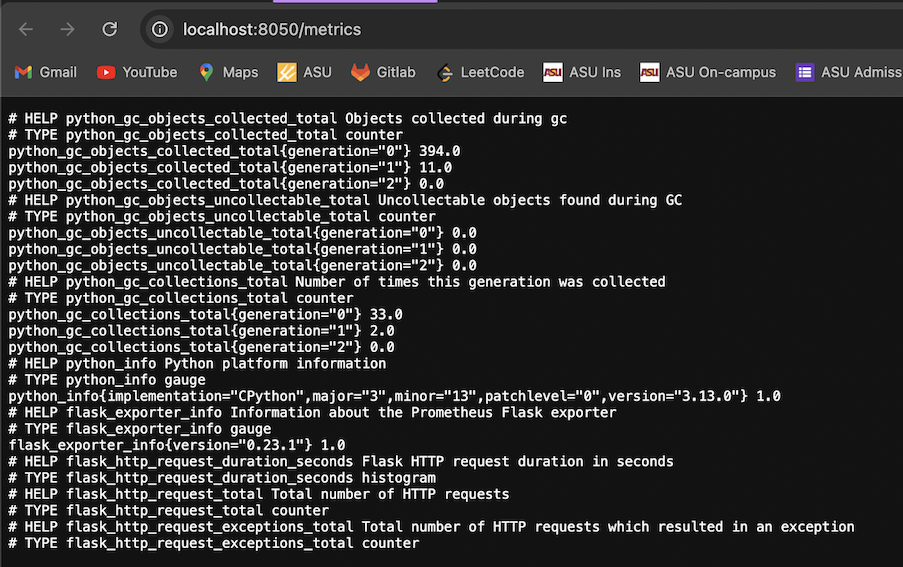 localhost:8050/metrics
Gmail YouTube Maps ASU Gitlab LeetCode ASU ASU Ins ASU ASU On-campus ASU Admiss
# HELP python_gc_objects_collected_total Objects collected during gc
# TYPE python_gc_objects_collected_total counter
python_gc_objects_collected_total{generation="0"} 394.0
python_gc_objects_collected_total{generation="1"} 11.0
python_gc_objects_collected_total{generation="2"} 0.0
# HELP python_gc_objects_uncollectable_total Uncollectable objects found during GC
# TYPE python_gc_objects_uncollectable_total counter
python_gc_objects_uncollectable_total{generation="0"} 0.0
python_gc_objects_uncollectable_total{generation="1"} 0.0
python_gc_objects_uncollectable_total{generation="2"} 0.0
# HELP python_gc_collections_total Number of times this generation was collected
# TYPE python_gc_collections_total counter
python_gc_collections_total{generation="0"} 33.0
python_gc_collections_total{generation="1"} 2.0
python_gc_collections_total{generation="2"} 0.0
# HELP python_info Python platform information
# TYPE python_info gauge
python_info{implementation="CPython",major="3",minor="13",patchlevel="0",version="3.13.0"} 1.0
# HELP flask_exporter_info Information about the Prometheus Flask exporter
# TYPE flask_exporter_info gauge
flask_exporter_info{version="0.23.1"} 1.0
# HELP flask_http_request_duration_seconds Flask HTTP request duration in seconds
# TYPE flask_http_request_duration_seconds histogram
# HELP flask_http_request_total Total number of HTTP requests
# TYPE flask_http_request_total counter
# HELP flask_http_request_exceptions_total Total number of HTTP requests which resulted in an exception
# TYPE flask_http_request_exceptions_total counter